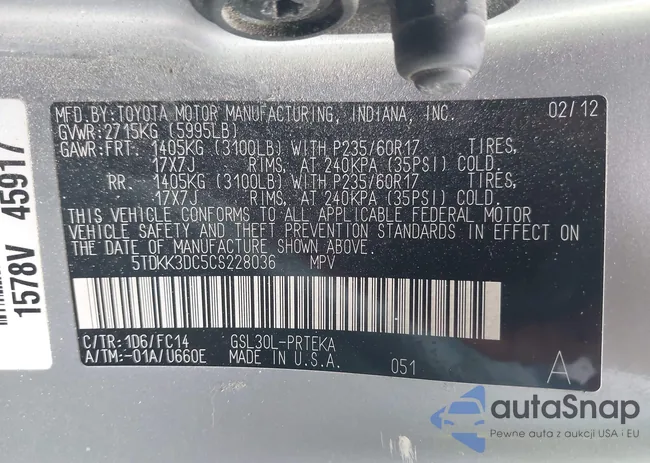 MFD.BY:TOYOTA MOTOR MANUFACTURING, INDIANA, INC. 02/12
GVWR:2715KG (5995LB)
GAWR:FRT. 1405KG (3100LB) WITH P235/60R17 TIRES,
17X7J RIMS, AT 240KPA (35PSI) COLD.
RR. 1405KG (3100LB) WITH P235/60R17 TIRES,
17X7J RIMS, AT 240KPA (35PSI) COLD.
THIS VEHICLE CONFORMS TO ALL APPLICABLE FEDERAL MOTOR
VEHICLE SAFETY AND THEFT PREVENTION STANDARDS IN EFFECT ON
THE DATE OF MANUFACTURE SHOWN ABOVE.
5TDKK3DC5CS228036 MPV
C/TR:1D6/FC14 GSL30L-PRTEKA
A/TM:-01A/U660E MADE IN U.S.A. 051 A
1578V 45917
autaSnap
Pewne auta z aukcji USA i EU